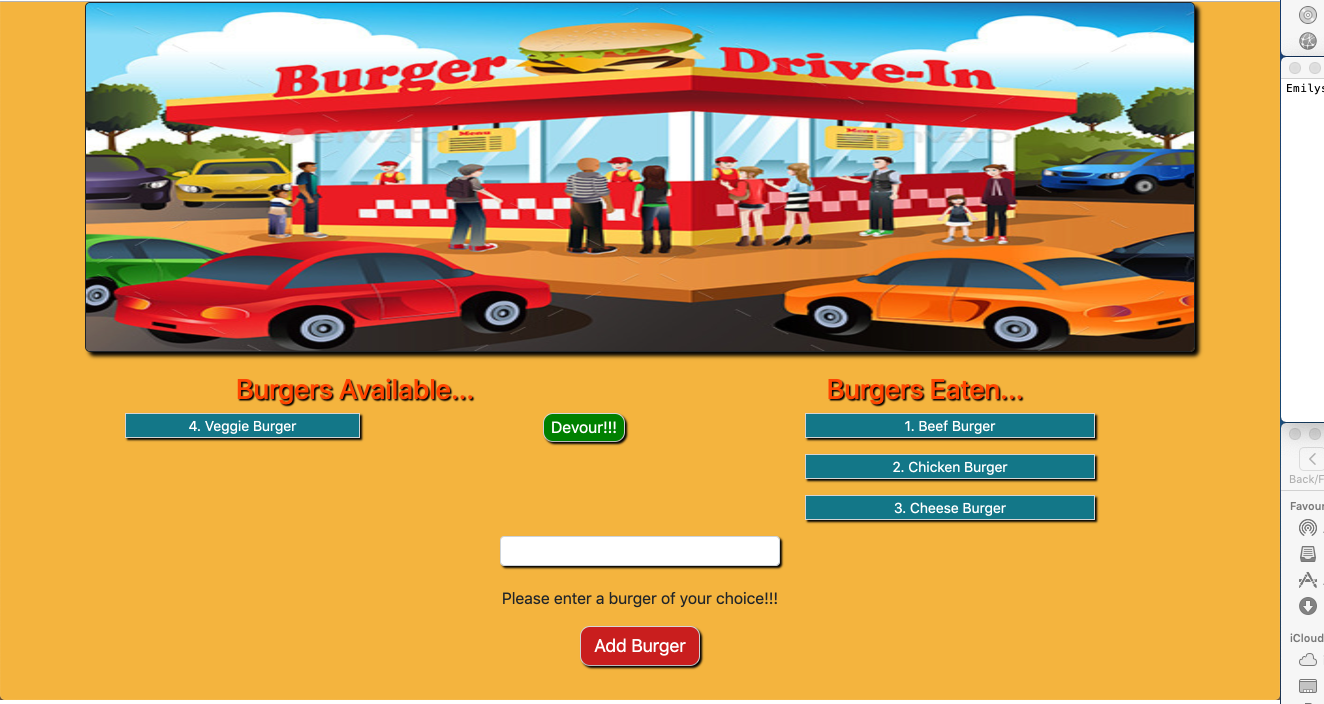 Burger Drive-In
Menu
Menu
Burgers Available...
Burgers Eaten...
4. Veggie Burger
Devour!!!
1. Beef Burger
2. Chicken Burger
3. Cheese Burger
Please enter a burger of your choice!!!
Add Burger
Emilys
Back/F
Favour
iCloud